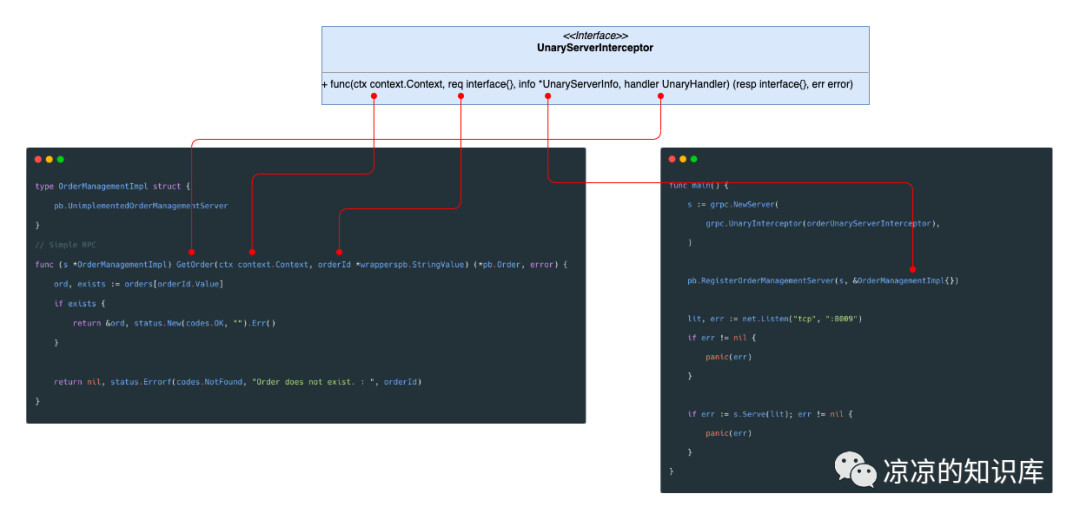 <<Interface>>
UnaryServerInterceptor
+ func(ctx context.Context, req interface{}, info *UnaryServerInfo, handler UnaryHandler) (resp interface{}, err error)
type OrderManagementImpl struct {
pb.UnimplementedOrderManagementServer
}
// Simple RPC
func (s *OrderManagementImpl) GetOrder(ctx context.Context, orderId *wrapperspb.StringValue) (*pb.Order, error) {
ord, exists := orders[orderId.Value]
if exists {
return &ord, status.New(codes.OK, "").Err()
}
return nil, status.Errorf(codes.NotFound, "Order does not exist. : ", orderId)
}
func main() {
s := grpc.NewServer(
grpc.UnaryInterceptor(orderUnaryServerInterceptor),
)
pb.RegisterOrderManagementServer(s, &OrderManagementImpl{})
lit, err := net.Listen("tcp", ":8009")
if err != nil {
panic(err)
}
if err := s.Serve(lit); err != nil {
panic(err)
}
}
凉凉的知识库